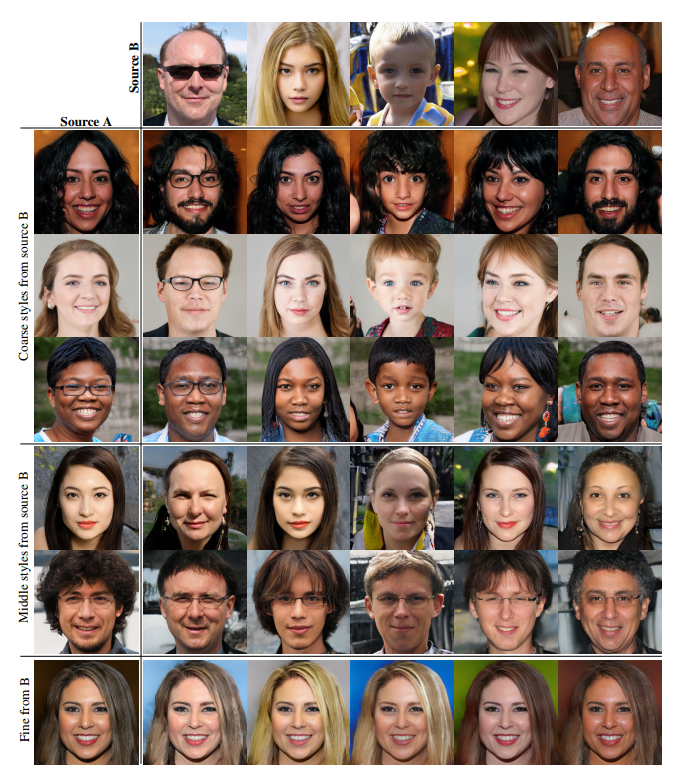 Source B
Source A
Coarse styles from source B
Middle styles from source B
Fine from B